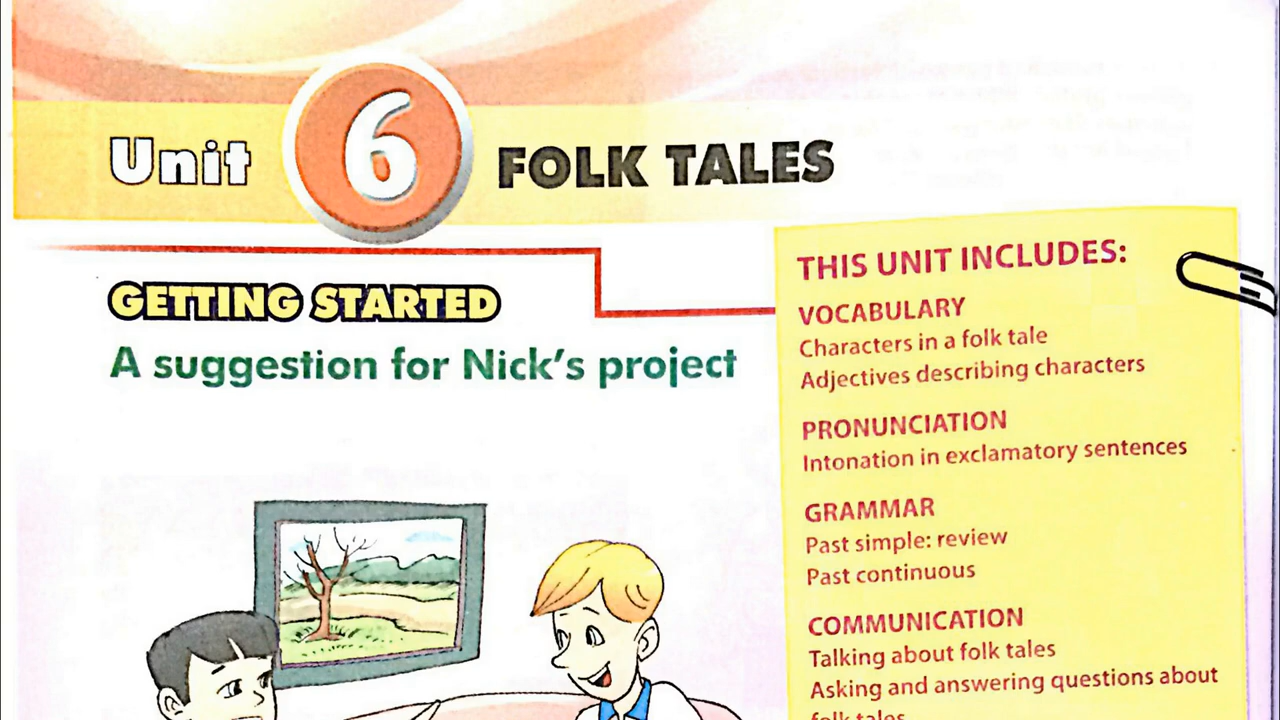 Unit 6 FOLK TALES
GETTING STARTED
A suggestion for Nick's project
THIS UNIT INCLUDES:
VOCABULARY
Characters in a folk tale
Adjectives describing characters
PRONUNCIATION
Intonation in exclamatory sentences
GRAMMAR
Past simple: review
Past continuous
COMMUNICATION
Talking about folk tales
Asking and answering questions about
folk tales